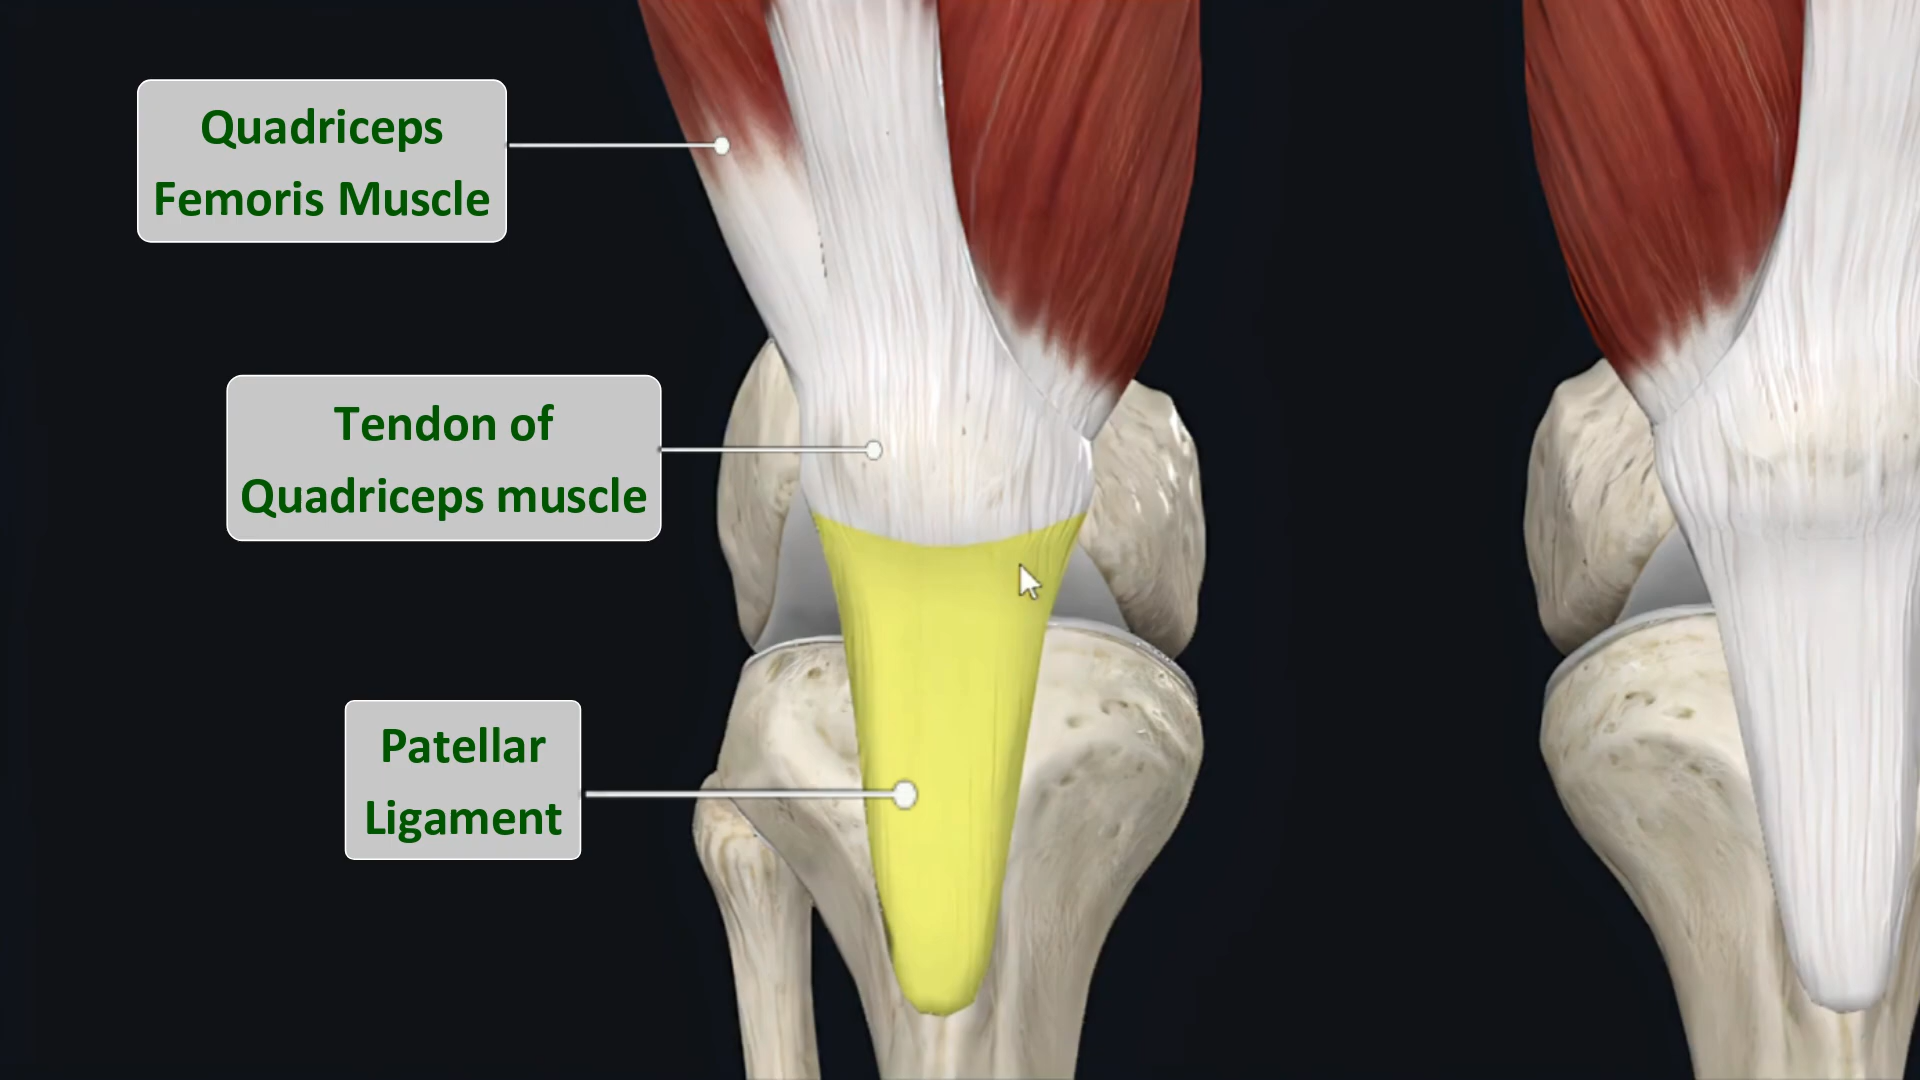 Quadriceps
Femoris Muscle
Tendon of
Quadriceps muscle
Patellar
Ligament